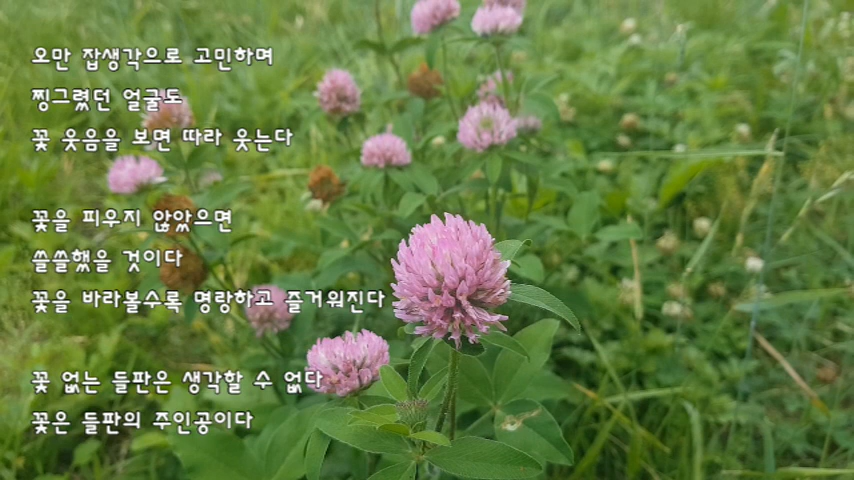 오만 잡생각으로 고민하며
찡그렸던 얼굴도
꽃 웃음을 보면 따라 웃는다
꽃을 피우지 않았으면
쓸쓸했을 것이다
꽃을 바라볼수록 명랑하고 즐거워진다
꽃 없는 들판은 생각할 수 없다
꽃은 들판의 주인공이다